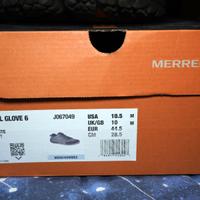 MERRE
L GLOVE 6
J067049
USA 10.5 M
UK/GB 10 M
EUR 44.5
CM 28.5